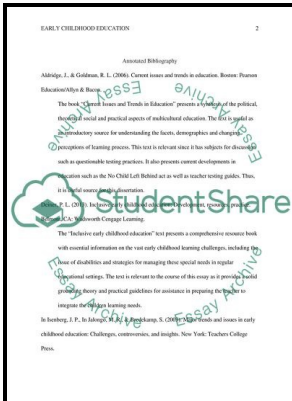 EARLY CHILDHOOD EDUCATION 2
Annotated Bibliography
Aldridge, J., & Goldman, R. L. (2006). Current issues and trends in education. Boston: Pearson
Education/Allyn & Bacon.
The book "Current Issues and Trends in Education" presents a synthesis of the political,
theoretical social and practical aspects of multicultural education. The text is useful as
an introductory source for understanding the facets, demographics and changing
perceptions of learning process. This text is relevant since it has subjects for discussion
such as questionable testing practices. It also presents current developments in
education such as the No Child Left Behind act as well as teacher testing guides. Thus,
it is useful source for this dissertation.
StudentShare
P. L. (2013). Inclusive early childhood education: Development, resources, practice.
Belmont, CA: Wadsworth Cengage Learning.
The "Inclusive early childhood education" text presents a comprehensive resource book
with essential information on the vast early childhood learning challenges, including the
issue of disabilities and strategies for managing these special needs in regular
educational settings. The text is relevant to the course of this essay as it provides useful
grounding theory and practical guidelines for assistance in preparing the teacher to
integrate the children learning needs.
In Isenberg, J. P., In Jalongo, M. R., & Bredekamp, S. (2003). Major trends and issues in early
childhood education: Challenges, controversies, and insights. New York: Teachers College
Press.
Essay
Essay